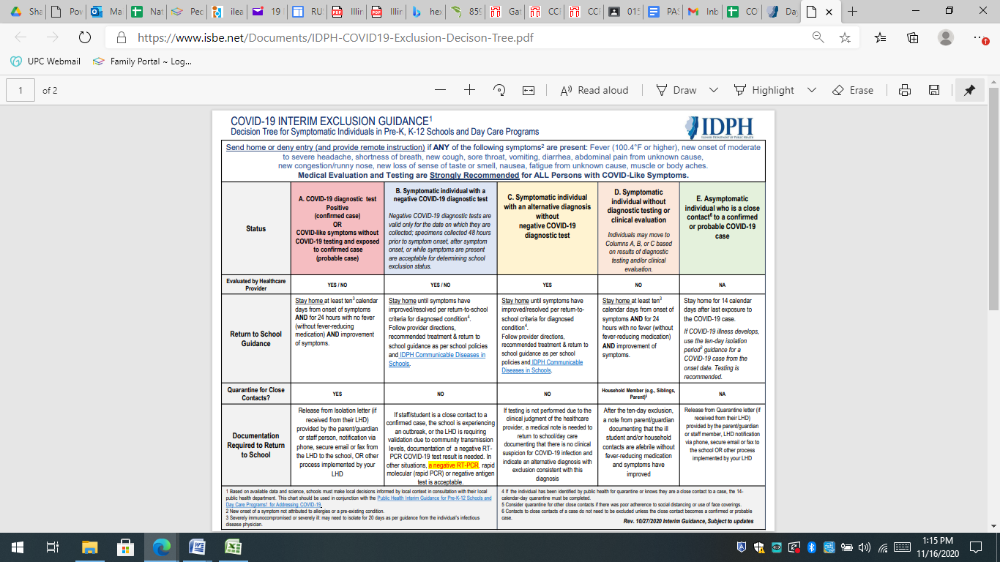 Sha
Pow
Ma
Nat
Pec
ilea
19 I
RU
Illir
Illir
hex
859
Gat
CCI
CCI
015
PAS
Inb
CO
Day
https://www.isbe.net/Documents/IDPH-COVID19-Exclusion-Decison-Tree.pdf
UPC Webmail
Family Portal ~ Log...
1 of 2
Read aloud
Draw
Highlight
Erase
COVID-19 INTERIM EXCLUSION GUIDANCE1
Decision Tree for Symptomatic Individuals in Pre-K, K-12 Schools and Day Care Programs
IDPH
ILLINOIS DEPARTMENT OF PUBLIC HEALTH
Send home or deny entry (and provide remote instruction) if ANY of the following symptoms2 are present: Fever (100.4°F or higher), new onset of moderate
to severe headache, shortness of breath, new cough, sore throat, vomiting, diarrhea, abdominal pain from unknown cause,
new congestion/runny nose, new loss of sense of taste or smell, nausea, fatigue from unknown cause, muscle or body aches.
Medical Evaluation and Testing are Strongly Recommended for ALL Persons with COVID-Like Symptoms.
Status
A. COVID-19 diagnostic test
Positive
(confirmed case)
OR
COVID-like symptoms without
COVID-19 testing and exposed
to confirmed case
(probable case)
B. Symptomatic individual with a
negative COVID-19 diagnostic test
Negative COVID-19 diagnostic tests are
valid only for the date on which they are
collected; specimens collected 48 hours
prior to symptom onset, after symptom
onset, or while symptoms are present
are acceptable for determining school
exclusion status.
C. Symptomatic individual
with an alternative diagnosis
without
negative COVID-19
diagnostic test
D. Symptomatic
individual without
diagnostic testing or
clinical evaluation
Individuals may move to
Columns A, B, or C based
on results of diagnostic
testing and/or clinical
evaluation.
E. Asymptomatic
individual who is a close
contact6 to a confirmed
or probable COVID-19
case
Evaluated by Healthcare
Provider
YES / NO
YES / NO
YES
NO
NA
Return to School
Guidance
Stay home at least ten3 calendar
days from onset of symptoms
AND for 24 hours with no fever
(without fever-reducing
medication) AND improvement
of symptoms.
Stay home until symptoms have
improved/resolved per return-to-school
criteria for diagnosed condition4.
Follow provider directions,
recommended treatment & return to
school guidance as per school policies
and IDPH Communicable Diseases in
Schools.
Stay home until symptoms have
improved/resolved per return-to-
school criteria for diagnosed
condition4.
Follow provider directions,
recommended treatment & return to
school guidance as per school
policies and IDPH Communicable
Diseases in Schools.
Stay home at least ten3
calendar days from onset of
symptoms AND for 24
hours with no fever (without
fever-reducing medication)
AND improvement of
symptoms.
Stay home for 14 calendar
days after last exposure to
the COVID-19 case.
If COVID-19 illness develops,
use the ten-day isolation
period3 guidance for a
COVID-19 case from the
onset date. Testing is
recommended.
Quarantine for Close
Contacts?
YES
NO
NO
Household Member (e.g., Siblings,
Parent)5
NA
Documentation
Required to Return
to School
Release from Isolation letter (if
received from their LHD)
provided by the parent/guardian
or staff person, notification via
phone, secure email or fax from
the LHD to the school, OR other
process implemented by your
LHD
If staff/student is a close contact to a
confirmed case, the school is experiencing
an outbreak, or the LHD is requiring
validation due to community transmission
levels, documentation of a negative RT-
PCR COVID-19 test result is needed. In
other situations, a negative RT-PCR, rapid
molecular (rapid PCR) or negative antigen
test is acceptable.
If testing is not performed due to the
clinical judgment of the healthcare
provider, a medical note is needed to
return to school/day care
documenting that there is no clinical
suspicion for COVID-19 infection and
indicate an alternative diagnosis with
exclusion consistent with this
diagnosis
After the ten-day exclusion,
a note from parent/guardian
documenting that the ill
student and/or household
contacts are afebrile without
fever-reducing medication
and symptoms have
improved
Release from Quarantine letter (if
received from their LHD)
provided by the parent/guardian
or staff member, LHD notification
via phone, secure email or fax to
the school OR other process
implemented by your LHD
1 Based on available data and science, schools must make local decisions informed by local context in consultation with their local
public health department. This chart should be used in conjunction with the Public Health Interim Guidance for Pre-K-12 Schools and
Day Care Programs1 for Addressing COVID-19.
2 New onset of a symptom not attributed to allergies or a pre-existing condition.
3 Severely immunocompromised or severely ill: may need to isolate for 20 days as per guidance from the individual's infectious
disease physician.
4 If the individual has been identified by public health for quarantine or knows they are a close contact to a case, the 14-
calendar-day quarantine must be completed.
5 Consider quarantine for other close contacts if there was poor adherence to social distancing or use of face coverings.
6 Contacts to close contacts of a case do not need to be excluded unless the close contact becomes a confirmed or probable
case.
Rev. 10/27/2020 Interim Guidance, Subject to updates
1:15 PM
11/16/2020